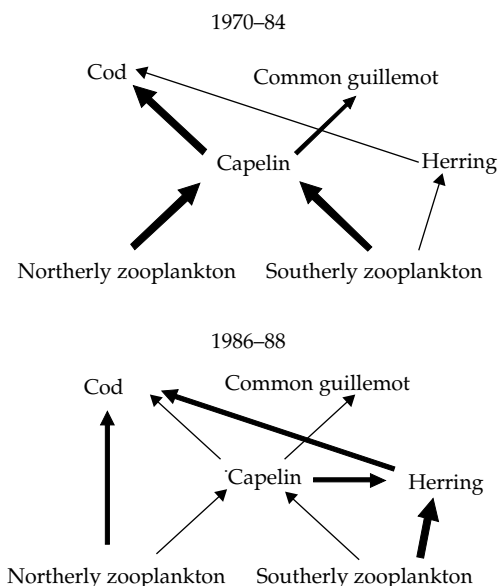 1970–84
Cod
Common guillemot
Capelin
Herring
Northerly zooplankton
Southerly zooplankton
1986–88
Cod
Common guillemot
Capelin
Herring
Northerly zooplankton
Southerly zooplankton